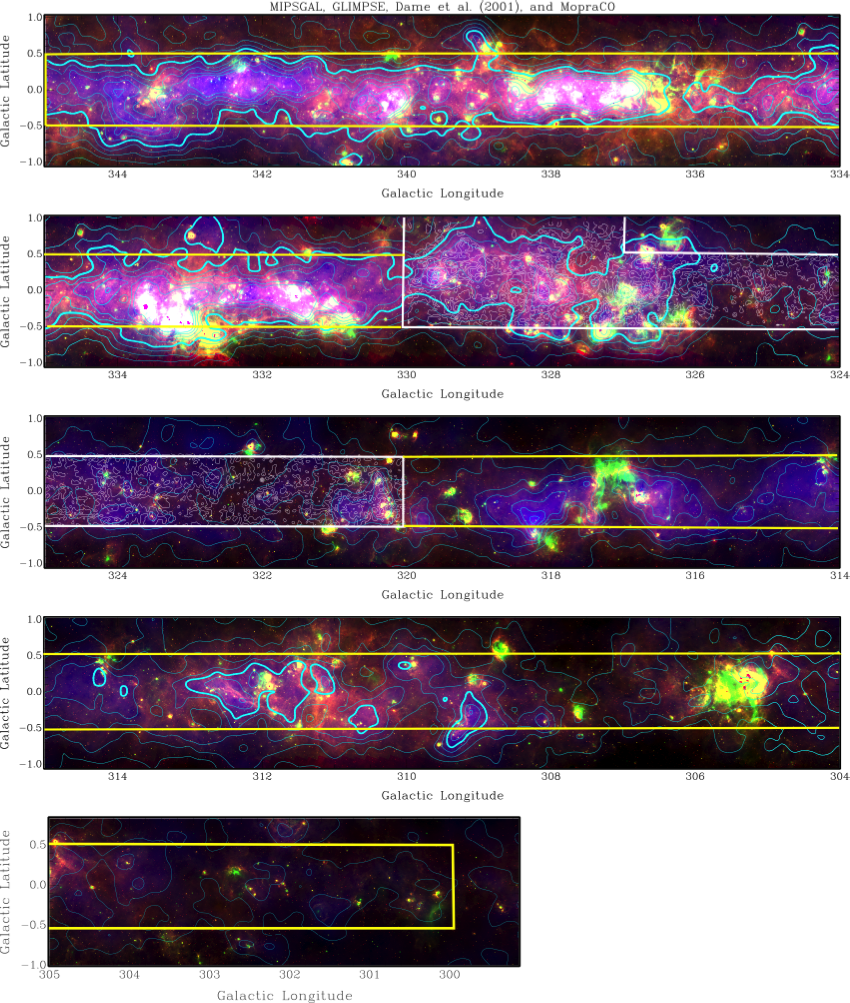 MIPSGAL, GLIMPSE, Dame et al. (2001), and MopraCO
1.0
0.5
0.0
−0.5
−1.0
Galactic Latitude
344 342 340 338 336 334
Galactic Longitude
1.0
0.5
0.0
−0.5
−1.0
Galactic Latitude
334 332 330 328 326 324
Galactic Longitude
1.0
0.5
0.0
−0.5
−1.0
Galactic Latitude
324 322 320 318 316 314
Galactic Longitude
1.0
0.5
0.0
−0.5
−1.0
Galactic Latitude
314 312 310 308 306 304
Galactic Longitude
0.5
0.0
−0.5
−1.0
Galactic Latitude
305 304 303 302 301 300
Galactic Longitude